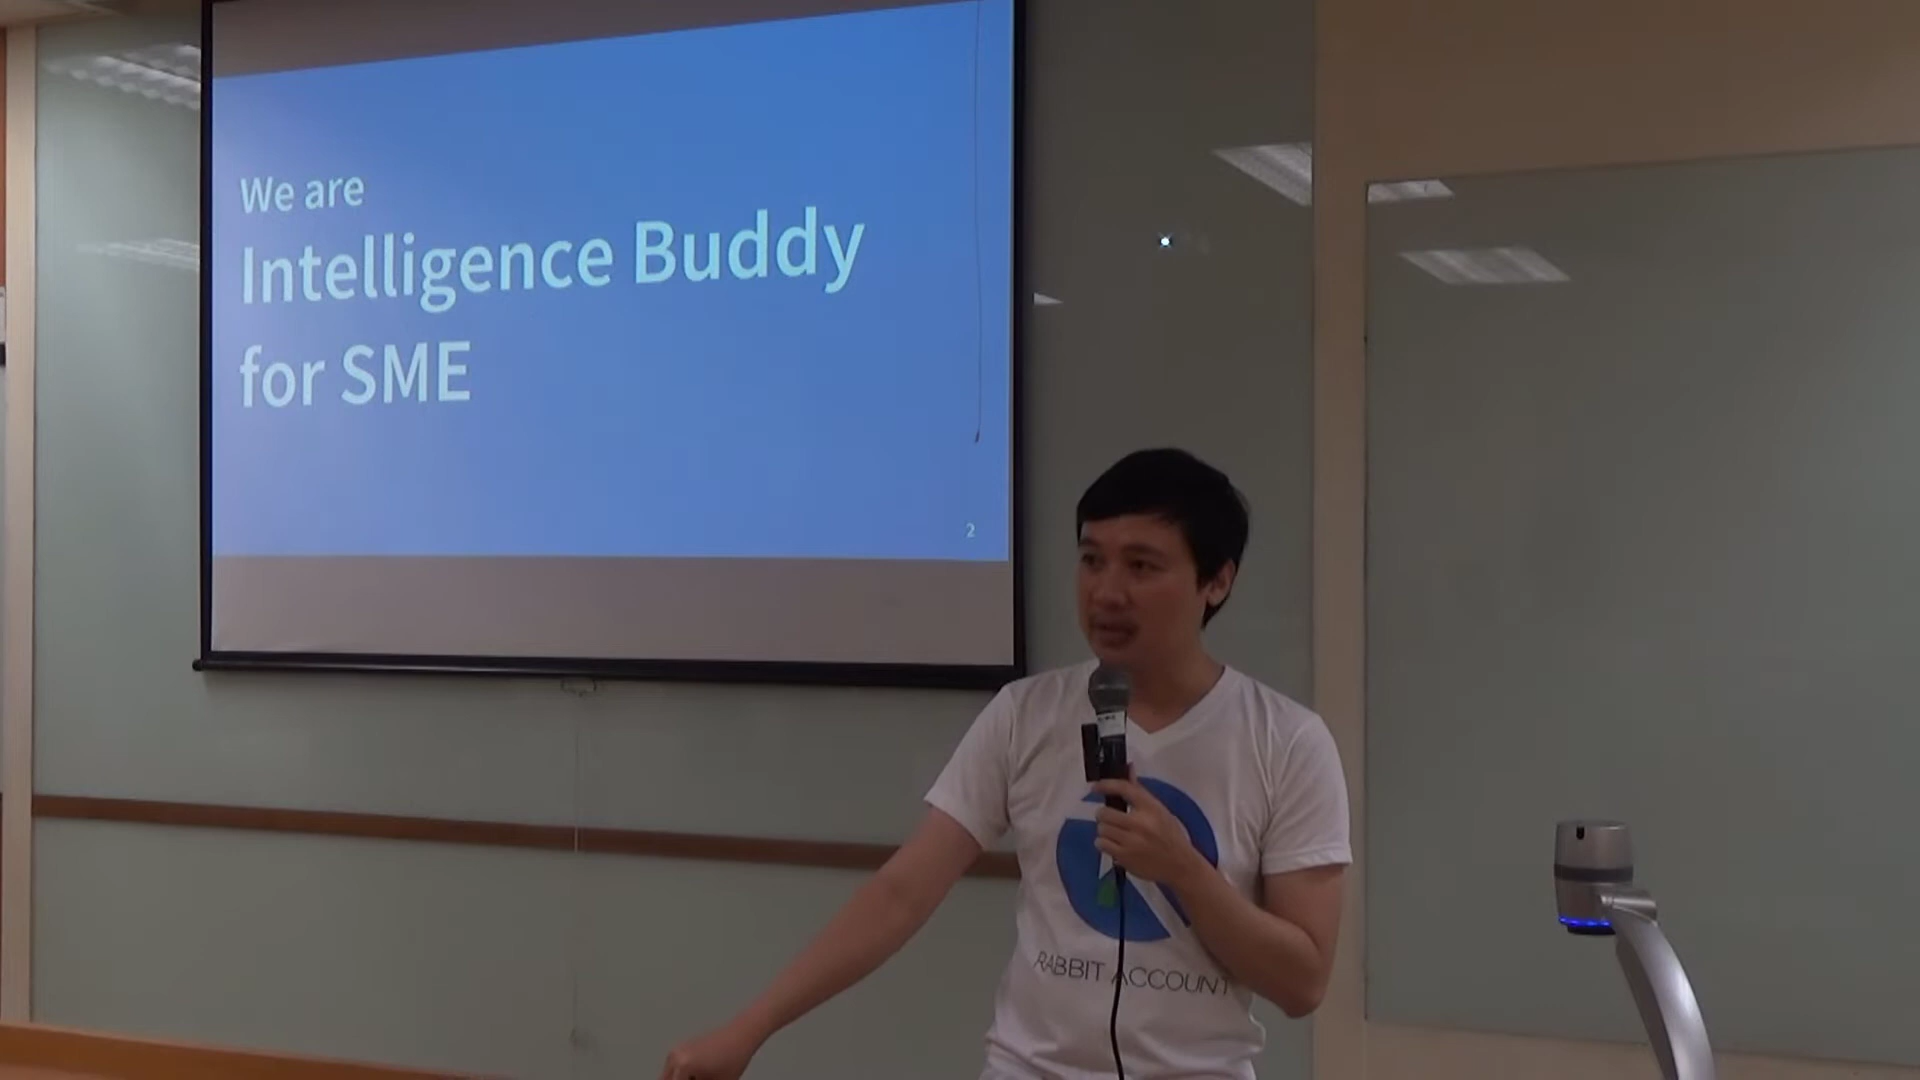 We are
Intelligence Buddy
for SME
2
RABBIT ACCOUNT